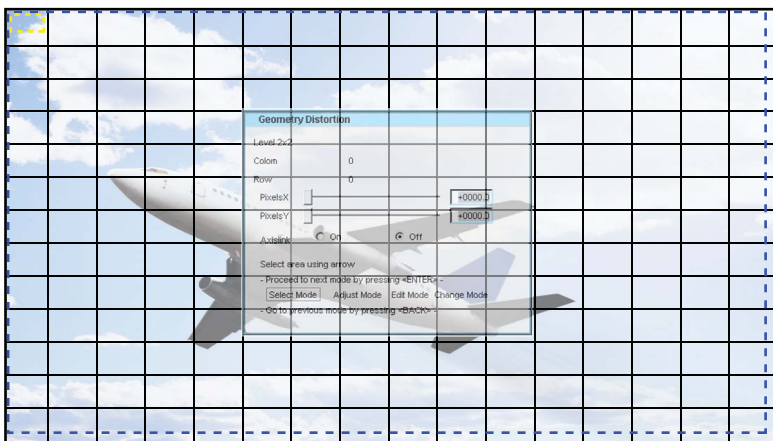 Geometry Distortion
Level 2x2
Colom 0
Row 0
PixelsX +0000.0
PixelsY +0000.0
Axislink On Off
Select area using arrow
- Proceed to next mode by pressing <ENTER> -
Select Mode Adjust Mode Edit Mode Change Mode
- Go to previous mode by pressing <BACK> -